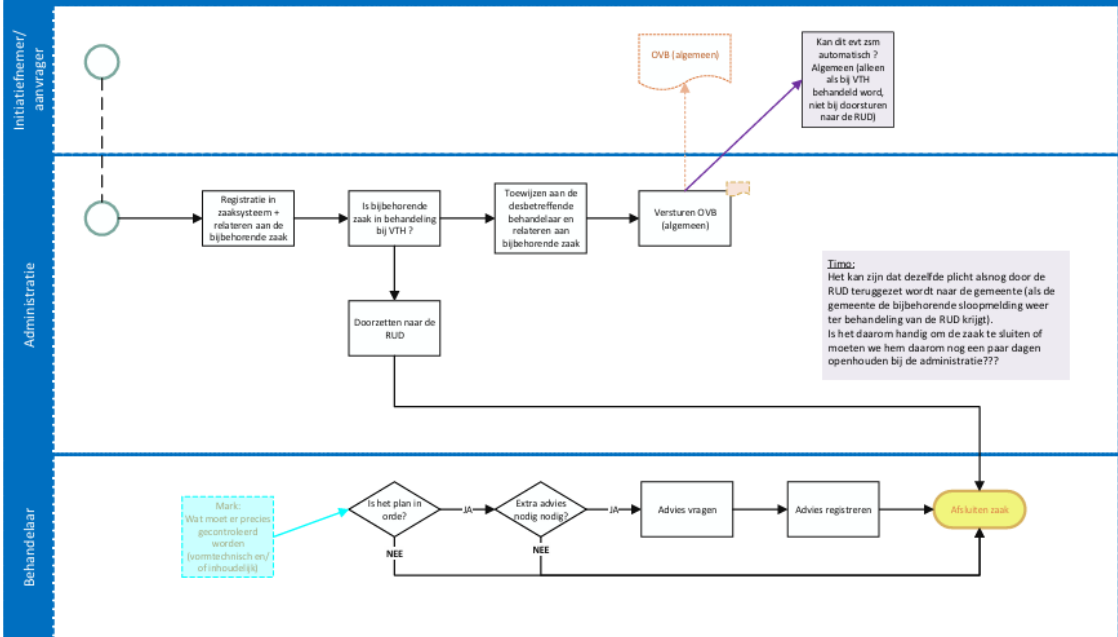 Initiatiefnemer/
aanvrager
OVB (algemeen)
Kan dit evt zsm
automatisch ?
Algemeen (alleen
als bij VTH
behandeld word,
niet bij doorsturen
naar de RUD)
Administratie
Registratie in
zaaksysteem +
relateren aan de
bijbehorende zaak
Is bijbehorende
zaak in behandeling
bij VTH ?
Toewijzen aan de
desbetreffende
behandelaar en
relateren aan
bijbehorende zaak
Versturen OVB
(algemeen)
Doorzetten naar de
RUD
Timo:
Het kan zijn dat dezelfde plicht alsnog door de
RUD teruggezet wordt naar de gemeente (als de
gemeente de bijbehorende sloopmelding weer
ter behandeling van de RUD krijgt).
Is het daarom handig om de zaak te sluiten of
moeten we hem daarom nog een paar dagen
openhouden bij de administratie???
Behandelaar
Mark:
Wat moet er precies
gecontroleerd
worden
(vormtechnisch en/
of inhoudelijk)
Is het plan in
orde?
JA
NEE
Extra advies
nodig nodig?
JA
NEE
Advies vragen
Advies registreren
Afsluiten zaak